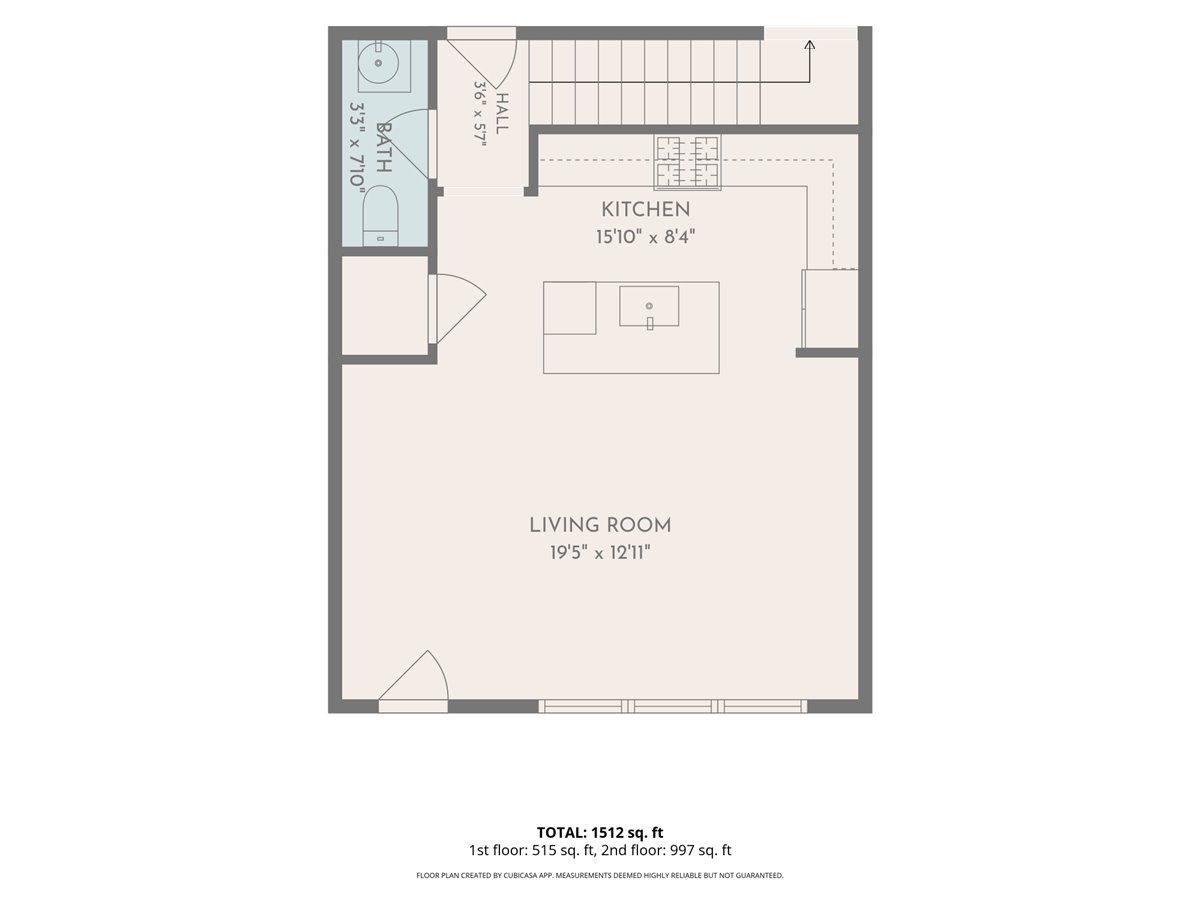 BATH
3'3" x 7'10"
HALL
3'6" x 5'7"
KITCHEN
15'10" x 8'4"
LIVING ROOM
19'5" x 12'11"
TOTAL: 1512 sq. ft
1st floor: 515 sq. ft, 2nd floor: 997 sq. ft
FLOOR PLAN CREATED BY CUBICASA APP. MEASUREMENTS DEEMED HIGHLY RELIABLE BUT NOT GUARANTEED.